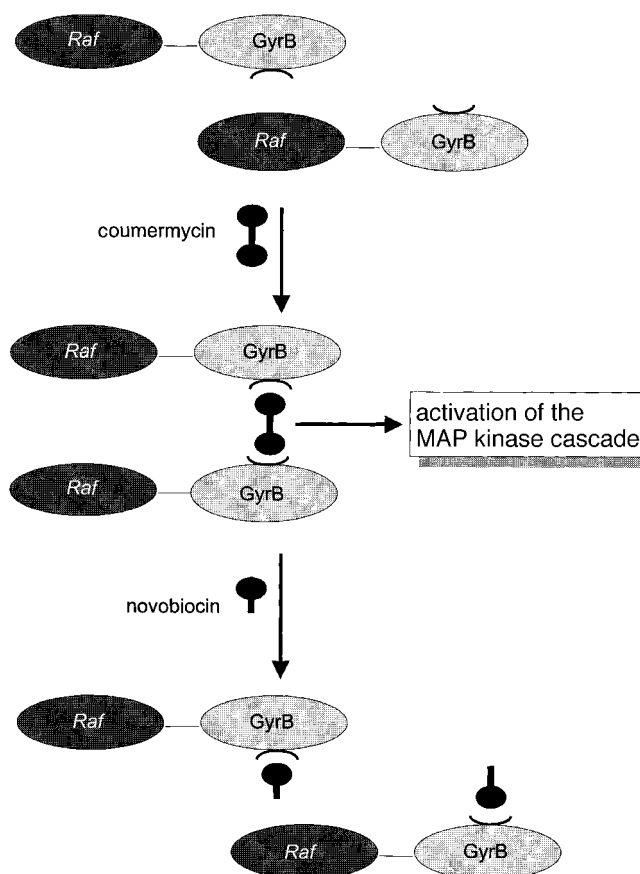 Raf GyrB
Raf GyrB
coumermycin
Raf GyrB
activation of the
MAP kinase cascade
Raf GyrB
novobiocin
Raf GyrB
Raf GyrB